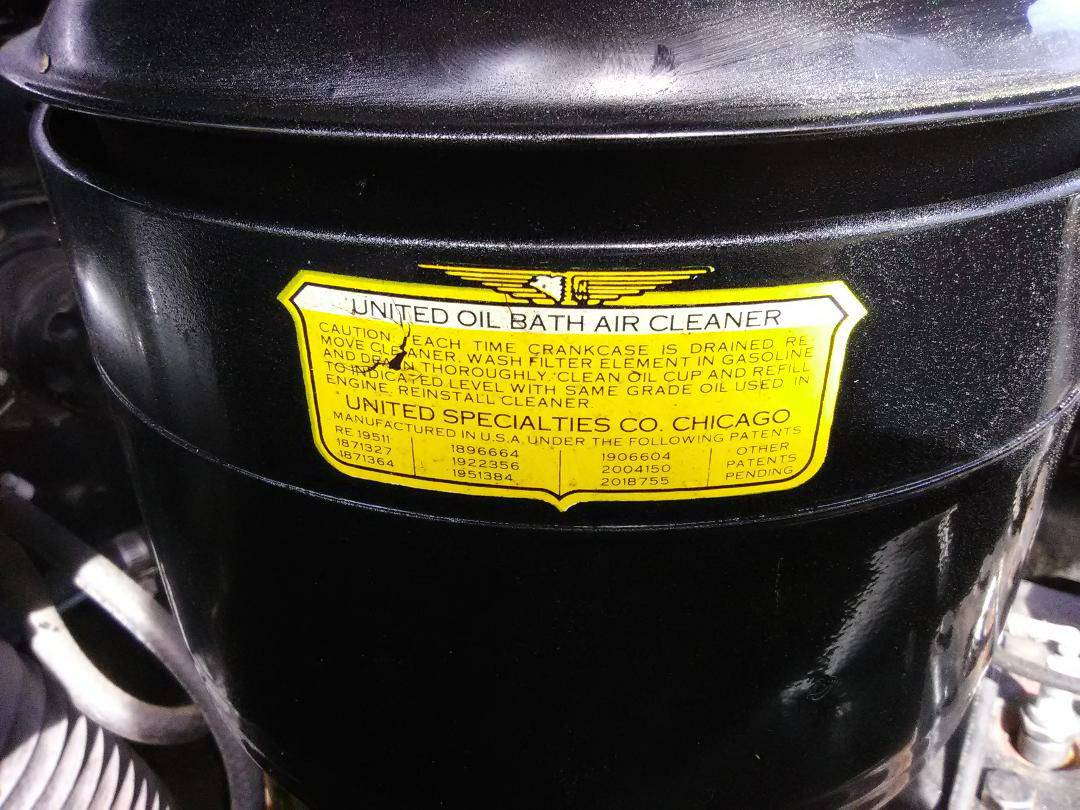 UNITED OIL BATH AIR CLEANER
CAUTION EACH TIME CRANKCASE IS DRAINED RE-
MOVE CLEANER. WASH FILTER ELEMENT IN GASOLINE
AND DRAIN THOROUGHLY. CLEAN OIL CUP AND REFILL
TO INDICATED LEVEL WITH SAME GRADE OIL USED IN
ENGINE. REINSTALL CLEANER.
UNITED SPECIALTIES CO. CHICAGO
MANUFACTURED IN U.S.A. UNDER THE FOLLOWING PATENTS
RE 19511 1896664 1906604 OTHER
1871327 1922356 2004150 PATENTS
1871364 1951384 2018755 PENDING